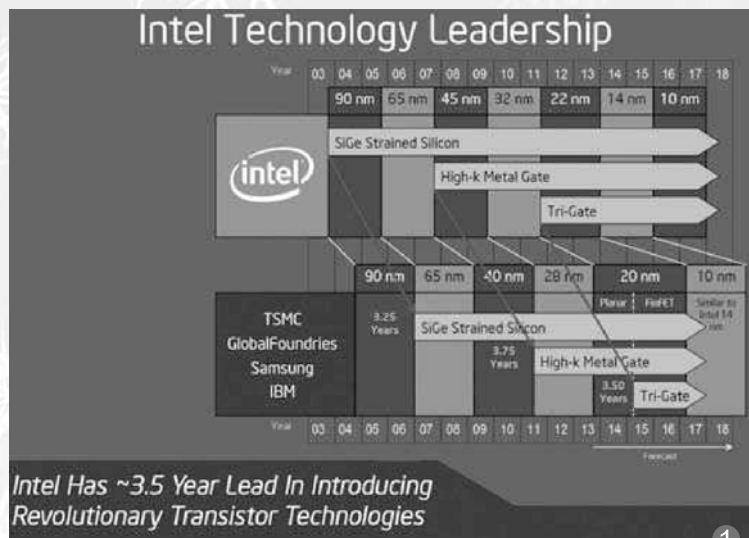 Intel Technology Leadership
Year 03 04 05 06 07 08 09 10 11 12 13 14 15 16 17 18
90 nm 65 nm 45 nm 32 nm 22 nm 14 nm 10 nm
intel
SiGe Strained Silicon
High-k Metal Gate
Tri-Gate
90 nm 65 nm 40 nm 28 nm 20 nm 10 nm
Planar FinFET
Similar to
Intel 14
nm
TSMC
GlobalFoundries
Samsung
IBM
3.25
Years
SiGe Strained Silicon
3.75
Years
High-k Metal Gate
3.50
Years
Tri-Gate
Year 03 04 05 06 07 08 09 10 11 12 13 14 15 16 17 18
Forecast
Intel Has ~3.5 Year Lead In Introducing
Revolutionary Transistor Technologies
1